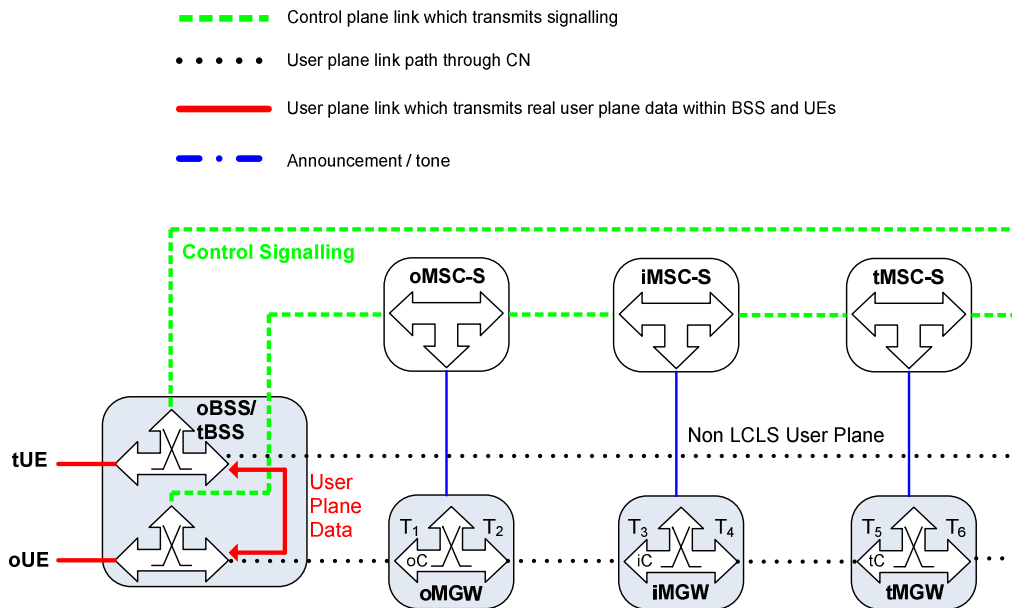 Control plane link which transmits signalling
User plane link path through CN
User plane link which transmits real user plane data within BSS and UEs
Announcement / tone
Control Signalling
oMSC-S
iMSC-S
tMSC-S
oBSS/
tBSS
Non LCLS User Plane
tUE
User
Plane
Data
T1
T2
T3
T4
T5
T6
oUE
oC
iC
tC
oMGW
iMGW
tMGW